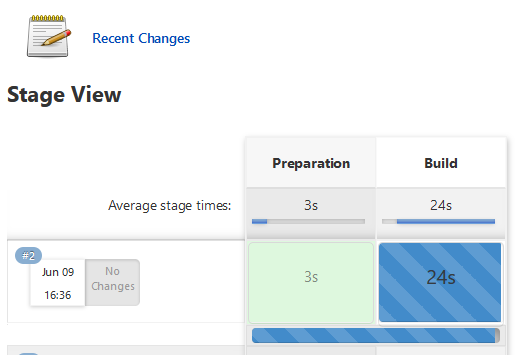 Recent Changes
Stage View
Preparation Build
Average stage times: 3s 24s
#2
Jun 09
16:36
No
Changes
3s
24s